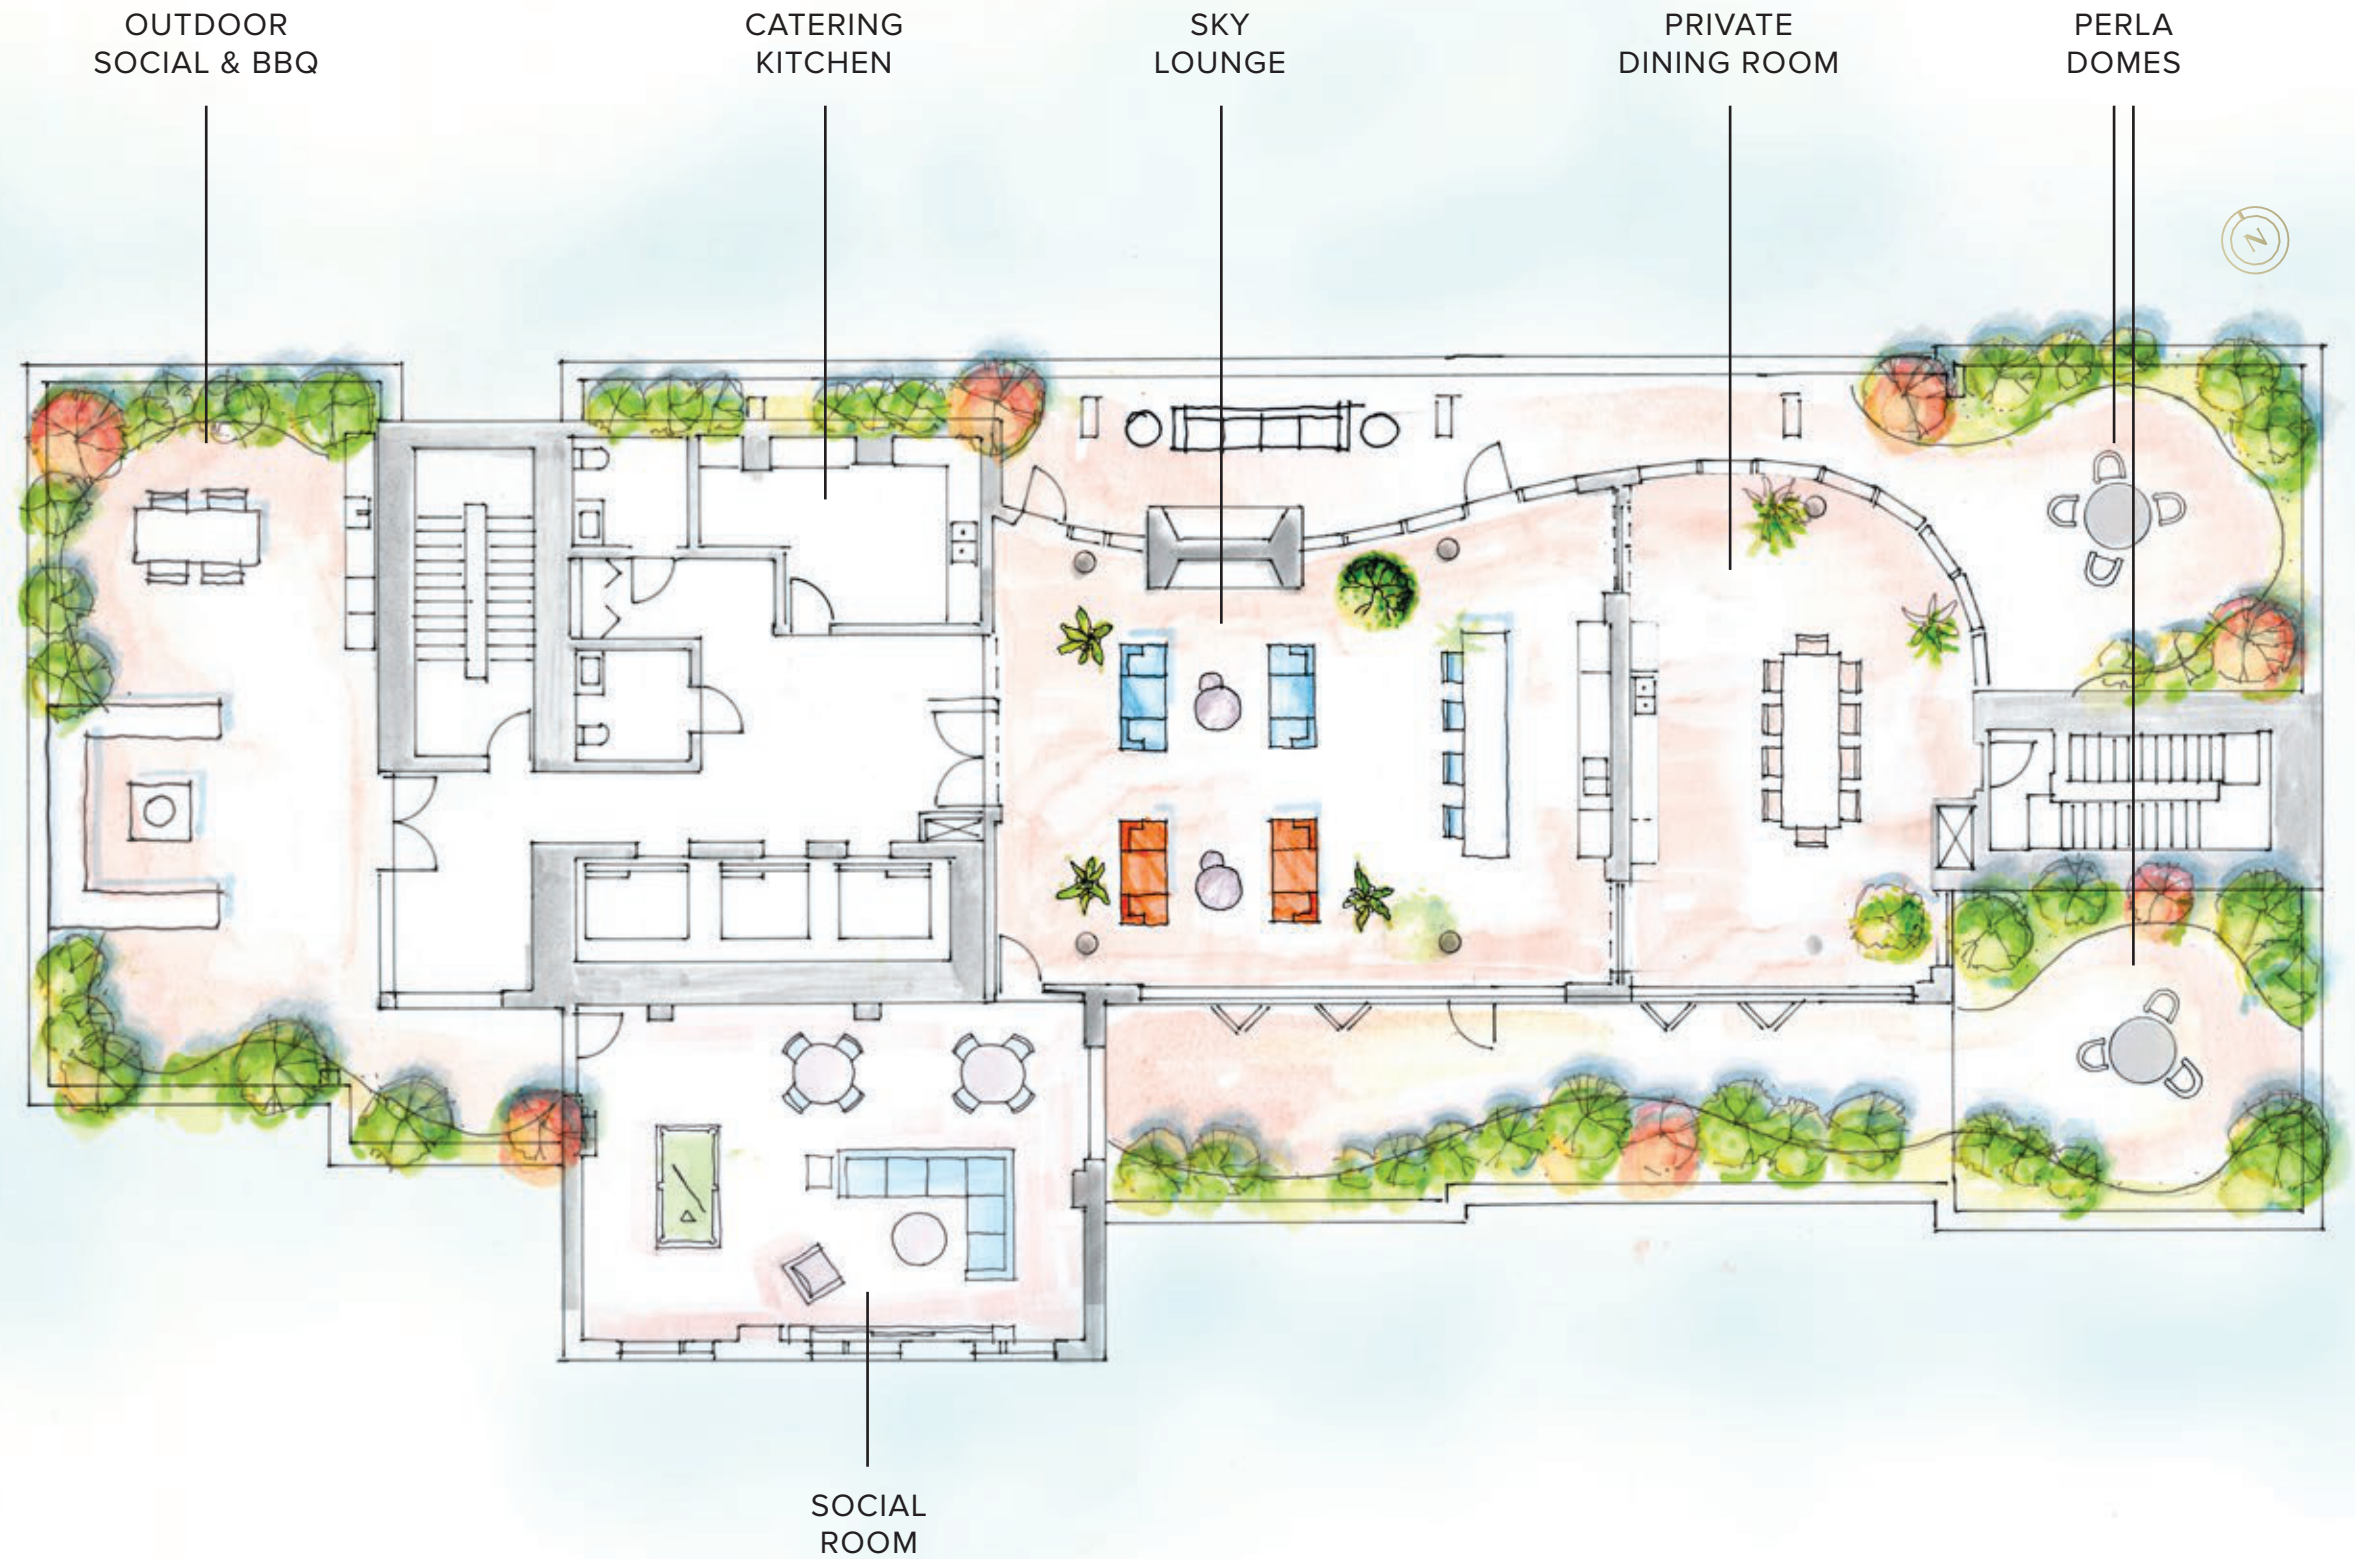 OUTDOOR
SOCIAL & BBQ
CATERING
KITCHEN
SKY
LOUNGE
PRIVATE
DINING ROOM
PERLA
DOMES
N
SOCIAL
ROOM